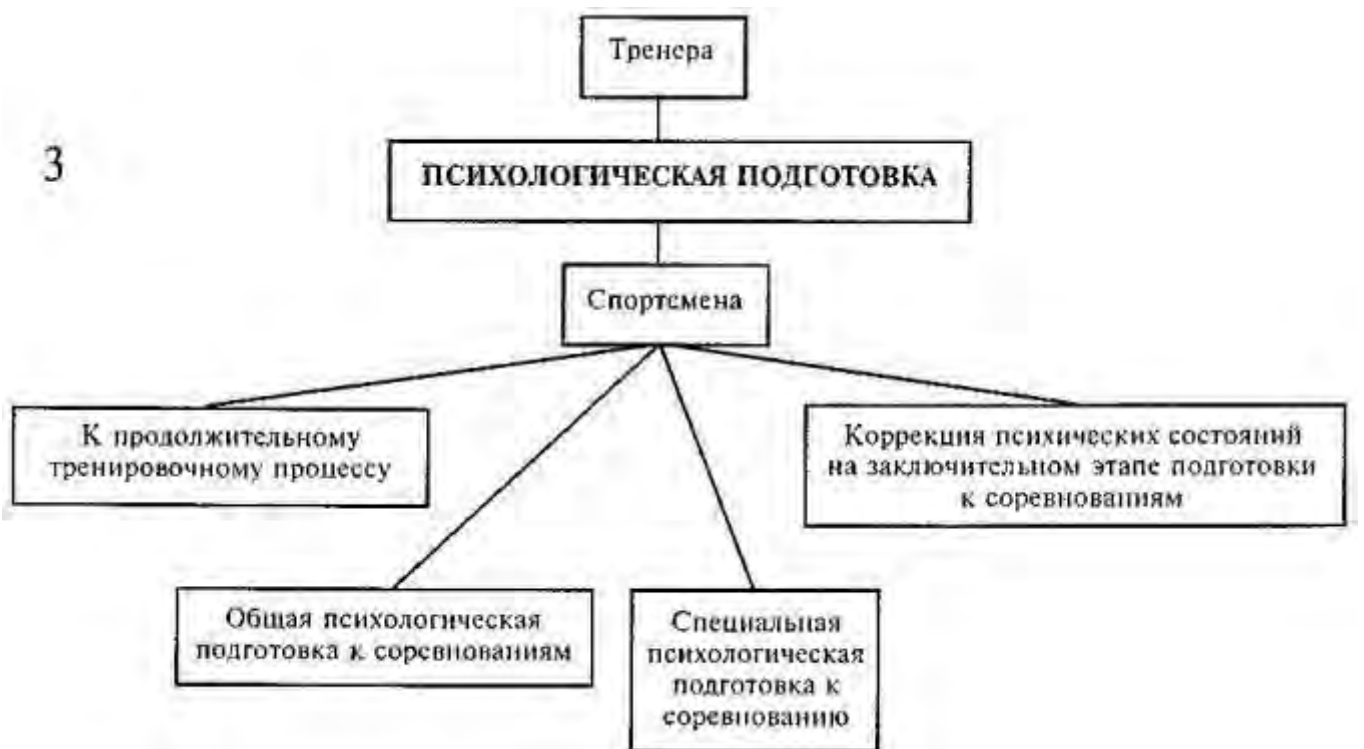 Тренера
3
ПСИХОЛОГИЧЕСКАЯ ПОДГОТОВКА
Спортсмена
К продолжительному
тренировочному процессу
Коррекция психических состояний
на заключительном этапе подготовки
к соревнованиям
Общая психологическая
подготовка к соревнованиям
Специальная
психологическая
подготовка к
соревнованию